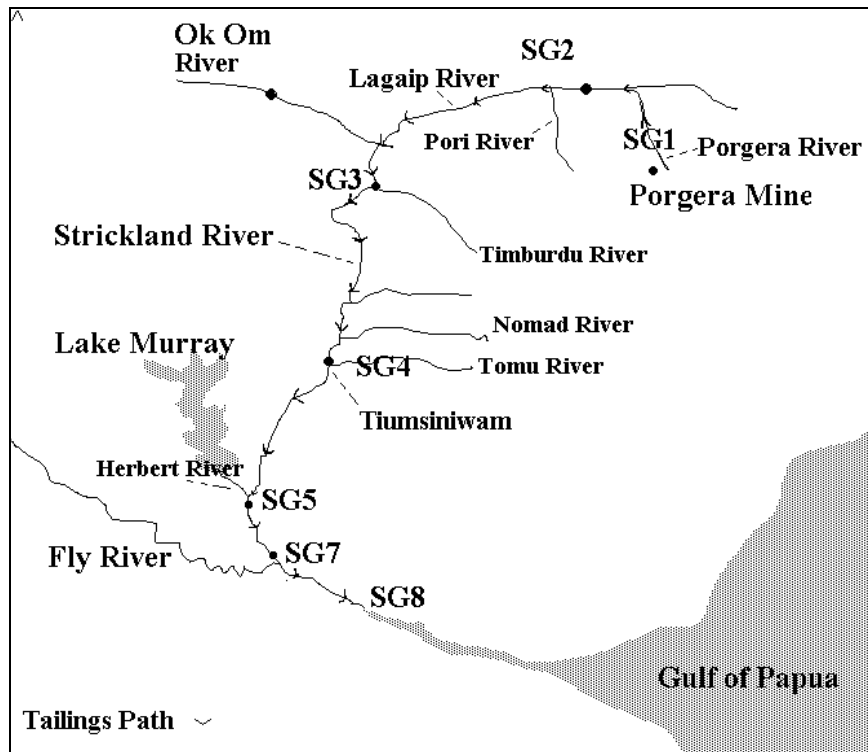 Ok Om
River
SG2
Lagaip River
Pori River
SG1
Porgera River
SG3
Porgera Mine
Strickland River
Timburdu River
Nomad River
Lake Murray
SG4
Tomu River
Tiumsiniwam
Herbert River
SG5
Fly River
SG7
SG8
Gulf of Papua
Tailings Path